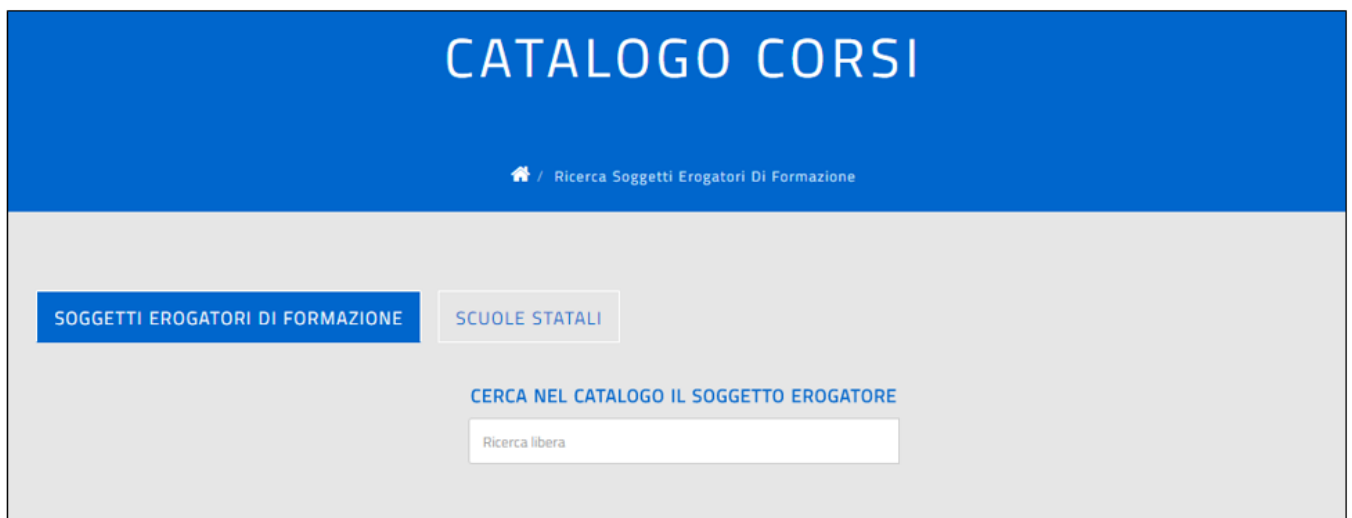 CATALOGO CORSI
/ Ricerca Soggetti Erogatori Di Formazione
SOGGETTI EROGATORI DI FORMAZIONE
SCUOLE STATALI
CERCA NEL CATALOGO IL SOGGETTO EROGATORE
Ricerca libera